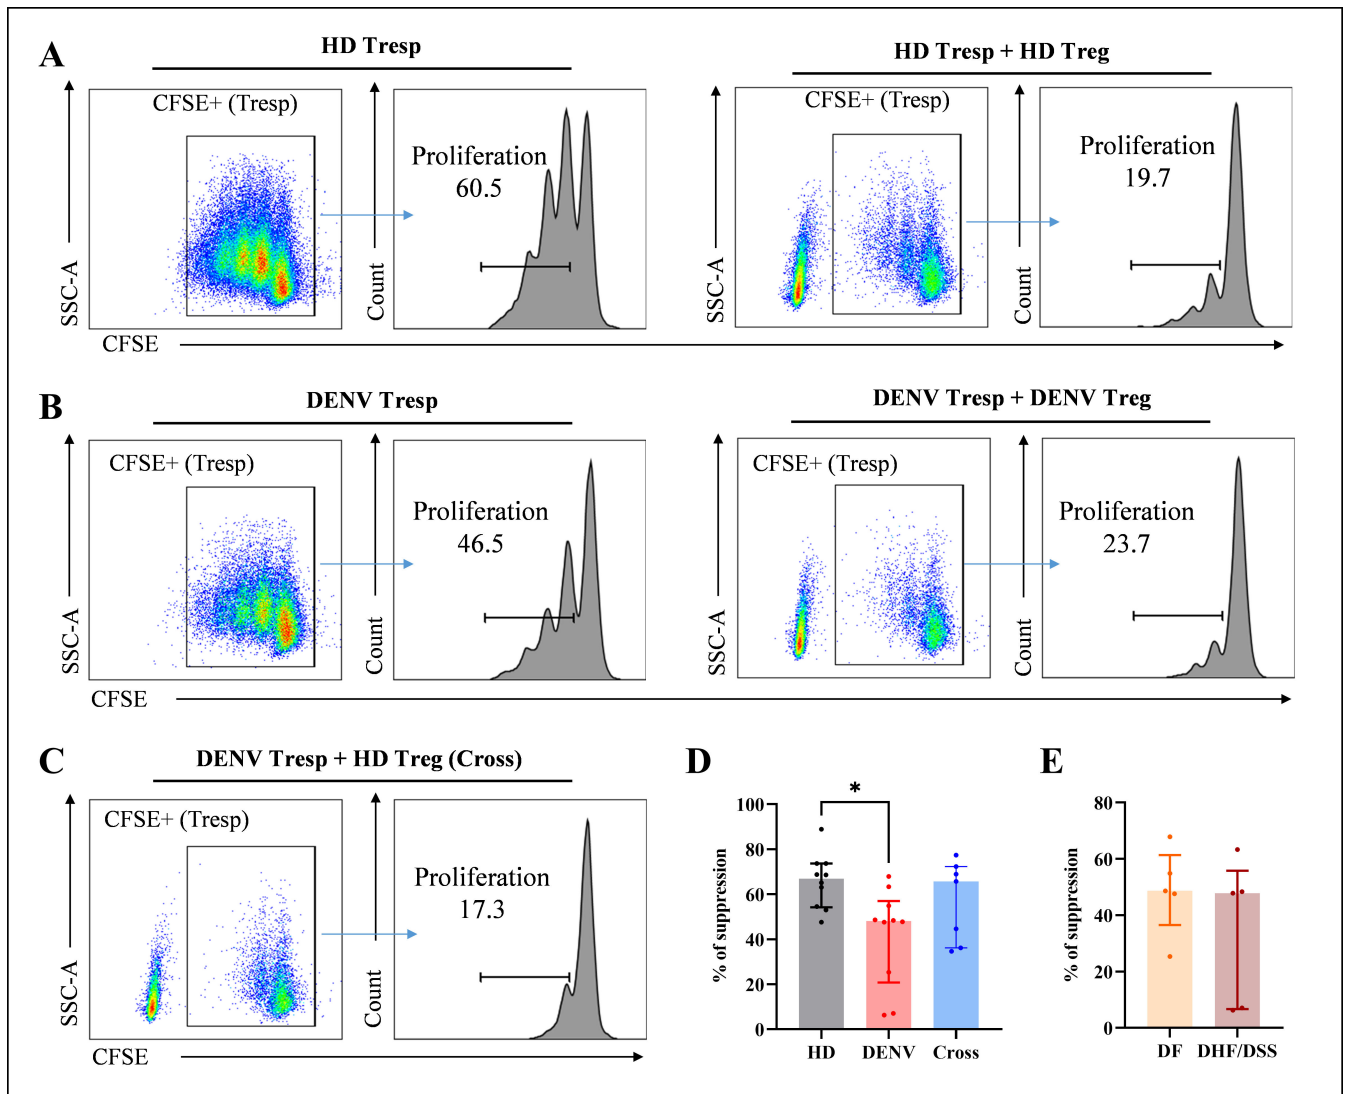 A
HD Tresp
HD Tresp + HD Treg
CFSE+ (Tresp)
Proliferation
60.5
SSC-A
Count
CFSE+ (Tresp)
Proliferation
19.7
SSC-A
Count
CFSE
B
DENV Tresp
DENV Tresp + DENV Treg
CFSE+ (Tresp)
Proliferation
46.5
SSC-A
Count
CFSE+ (Tresp)
Proliferation
23.7
SSC-A
Count
CFSE
C
DENV Tresp + HD Treg (Cross)
CFSE+ (Tresp)
Proliferation
17.3
SSC-A
Count
CFSE
D
*
% of suppression
100
80
60
40
20
0
HD DENV Cross
E
% of suppression
80
60
40
20
0
DF DHF/DSS